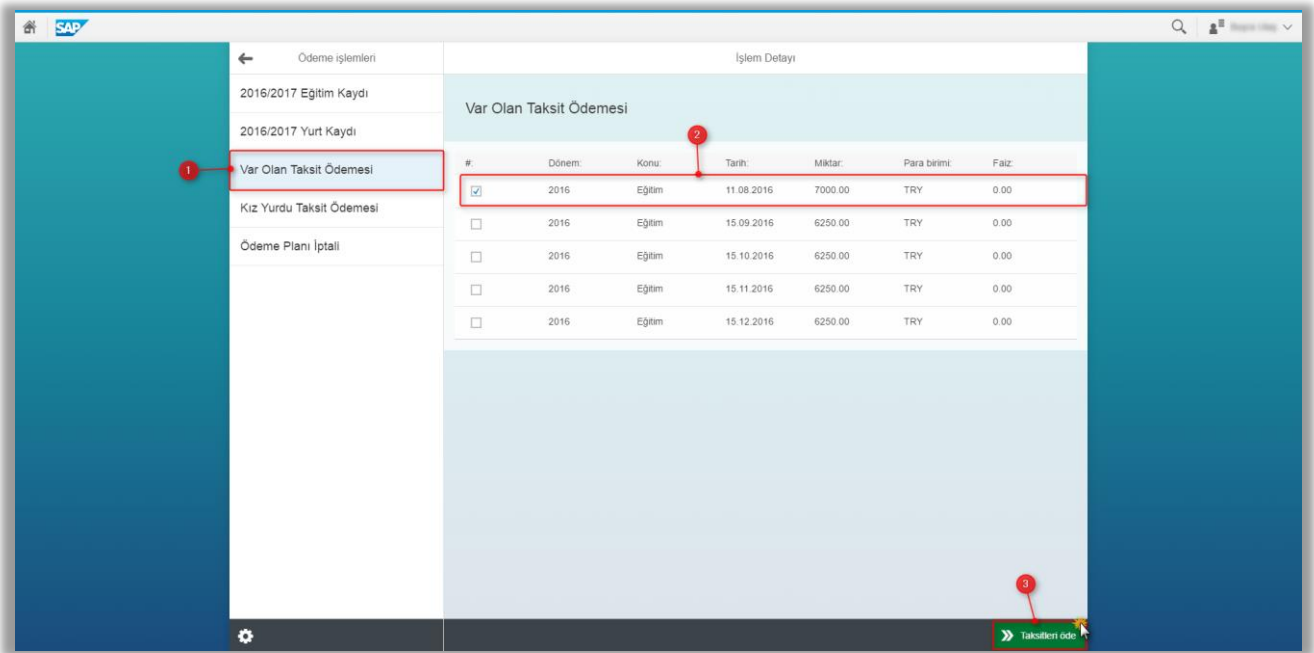 SAP
Ödeme işlemleri
İşlem Detayı
2016/2017 Eğitim Kaydı
2016/2017 Yurt Kaydı
Var Olan Taksit Ödemesi
Kız Yurdu Taksit Ödemesi
Ödeme Planı İptali
Var Olan Taksit Ödemesi
1
2
#: Dönem: Konu: Tarih: Miktar: Para birimi: Faiz:
2016 Eğitim 11.08.2016 7000.00 TRY 0.00
2016 Eğitim 15.09.2016 6250.00 TRY 0.00
2016 Eğitim 15.10.2016 6250.00 TRY 0.00
2016 Eğitim 15.11.2016 6250.00 TRY 0.00
2016 Eğitim 15.12.2016 6250.00 TRY 0.00
3
Taksitleri öde